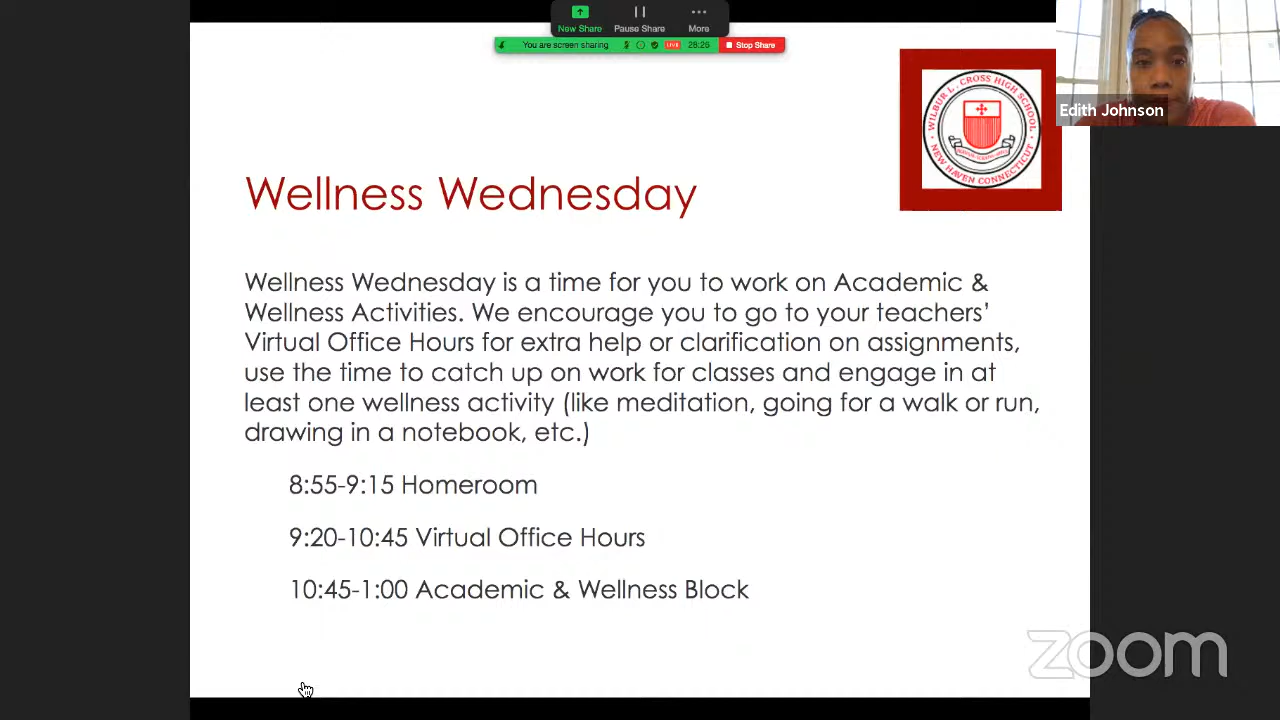 New Share
Pause Share
More
You are screen sharing
LIVE
28:26
Stop Share
WILBUR L. CROSS HIGH SCHOOL
NEW HAVEN CONNECTICUT
Edith Johnson
Wellness Wednesday
Wellness Wednesday is a time for you to work on Academic &
Wellness Activities. We encourage you to go to your teachers’
Virtual Office Hours for extra help or clarification on assignments,
use the time to catch up on work for classes and engage in at
least one wellness activity (like meditation, going for a walk or run,
drawing in a notebook, etc.)
8:55-9:15 Homeroom
9:20-10:45 Virtual Office Hours
10:45-1:00 Academic & Wellness Block
zoom